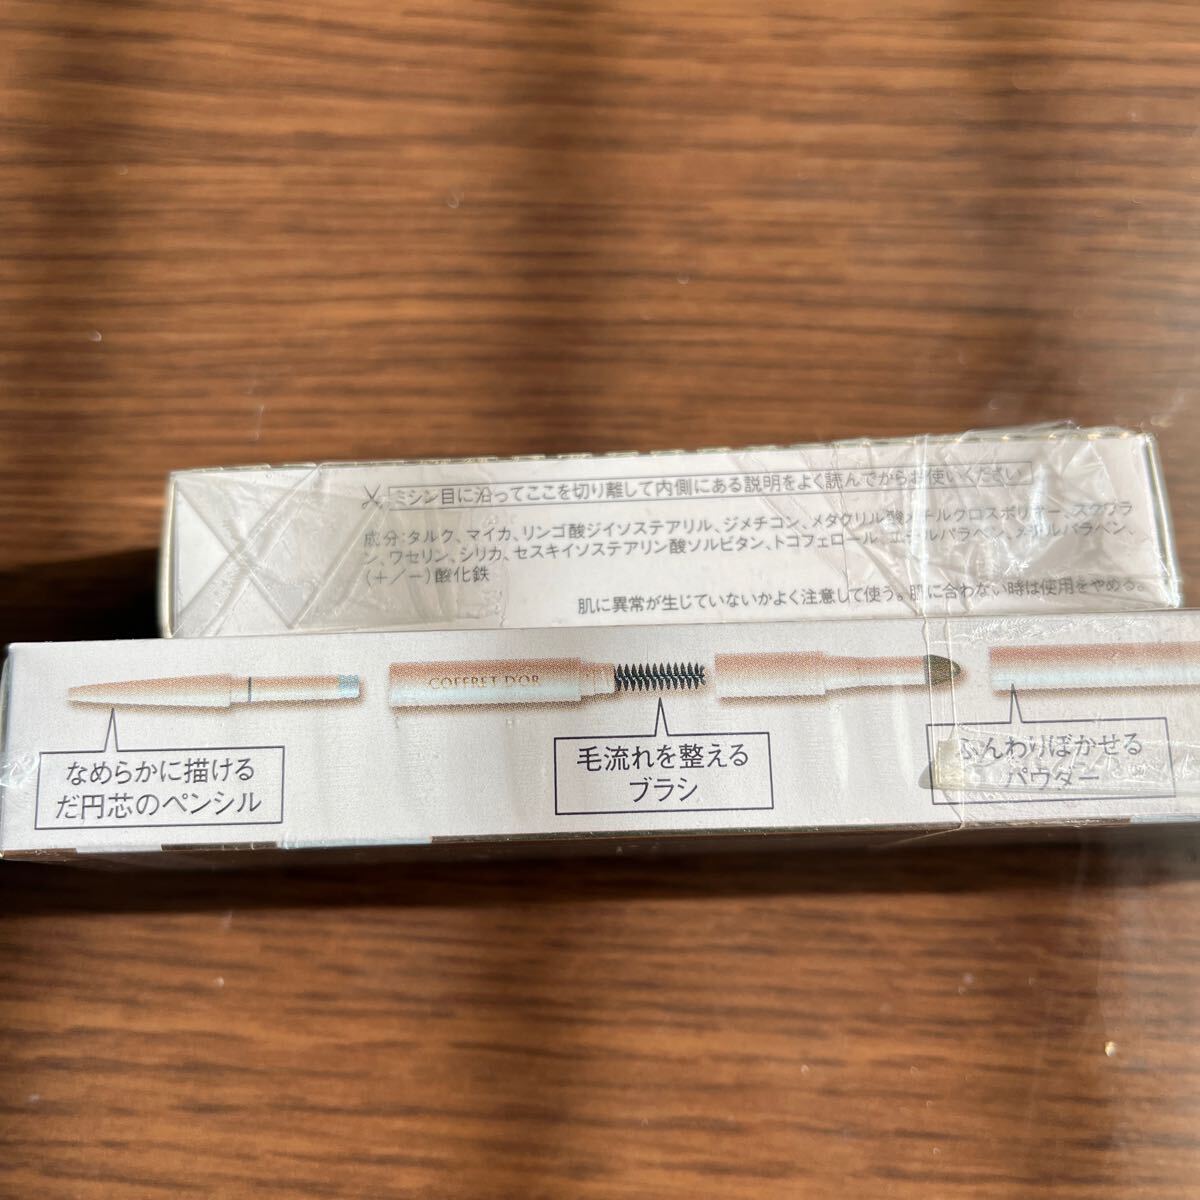 ミシン目に沿ってここを切り離して内側にある説明をよく読んでからお使いください
成分:タルク、マイカ、リンゴ酸ジイソステアリル、ジメチコン、メタクリル酸メチルクロスポリマー、スクワラ
ン、ワセリン、シリカ、セスキイソステアリン酸ソルビタン、トコフェロール、エチルパラベン、メチルパラベン、
(+/−)酸化鉄
肌に異常が生じていないかよく注意して使う。肌に合わない時は使用をやめる。
COFFRET D'OR
なめらかに描ける
だ円芯のペンシル
毛流れを整える
ブラシ
ふんわりぼかせる
パウダー